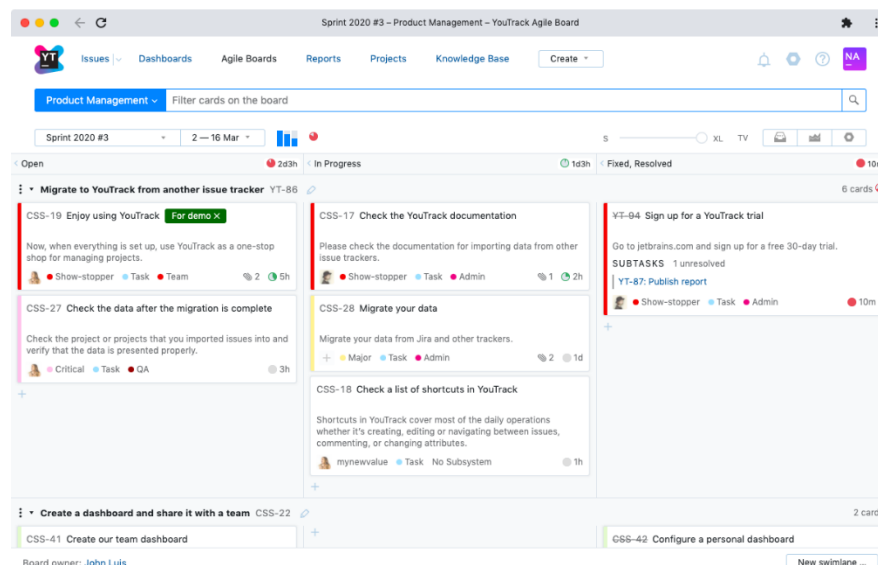 Sprint 2020 #3 – Product Management – YouTrack Agile Board
YT
Issues Dashboards Agile Boards Reports Projects Knowledge Base Create
NA
Product Management Filter cards on the board
Sprint 2020 #3 2 — 16 Mar S XL TV
Open 2d3h In Progress 1d3h Fixed, Resolved 10m
Migrate to YouTrack from another issue tracker YT-86 6 cards
CSS-19 Enjoy using YouTrack For demo ×
Now, when everything is set up, use YouTrack as a one-stop
shop for managing projects.
Show-stopper Task Team 2 5h
CSS-27 Check the data after the migration is complete
Check the project or projects that you imported issues into and
verify that the data is presented properly.
Critical Task QA 3h
CSS-17 Check the YouTrack documentation
Please check the documentation for importing data from other
issue trackers.
Show-stopper Task Admin 1 2h
CSS-28 Migrate your data
Migrate your data from Jira and other trackers.
Major Task Admin 2 1d
CSS-18 Check a list of shortcuts in YouTrack
Shortcuts in YouTrack cover most of the daily operations
whether it's creating, editing or navigating between issues,
commenting, or changing attributes.
mynewvalue Task No Subsystem 1h
YT-94 Sign up for a YouTrack trial
Go to jetbrains.com and sign up for a free 30-day trial.
SUBTASKS 1 unresolved
YT-87: Publish report
Show-stopper Task Admin 10m
Create a dashboard and share it with a team CSS-22 2 card
CSS-41 Create our team dashboard
CSS-42 Configure a personal dashboard
Board owner: John Luis New swimlane ...